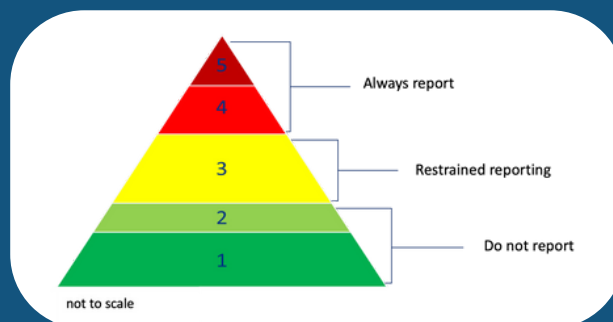 5
Always report
4
3
Restrained reporting
2
Do not report
1
not to scale